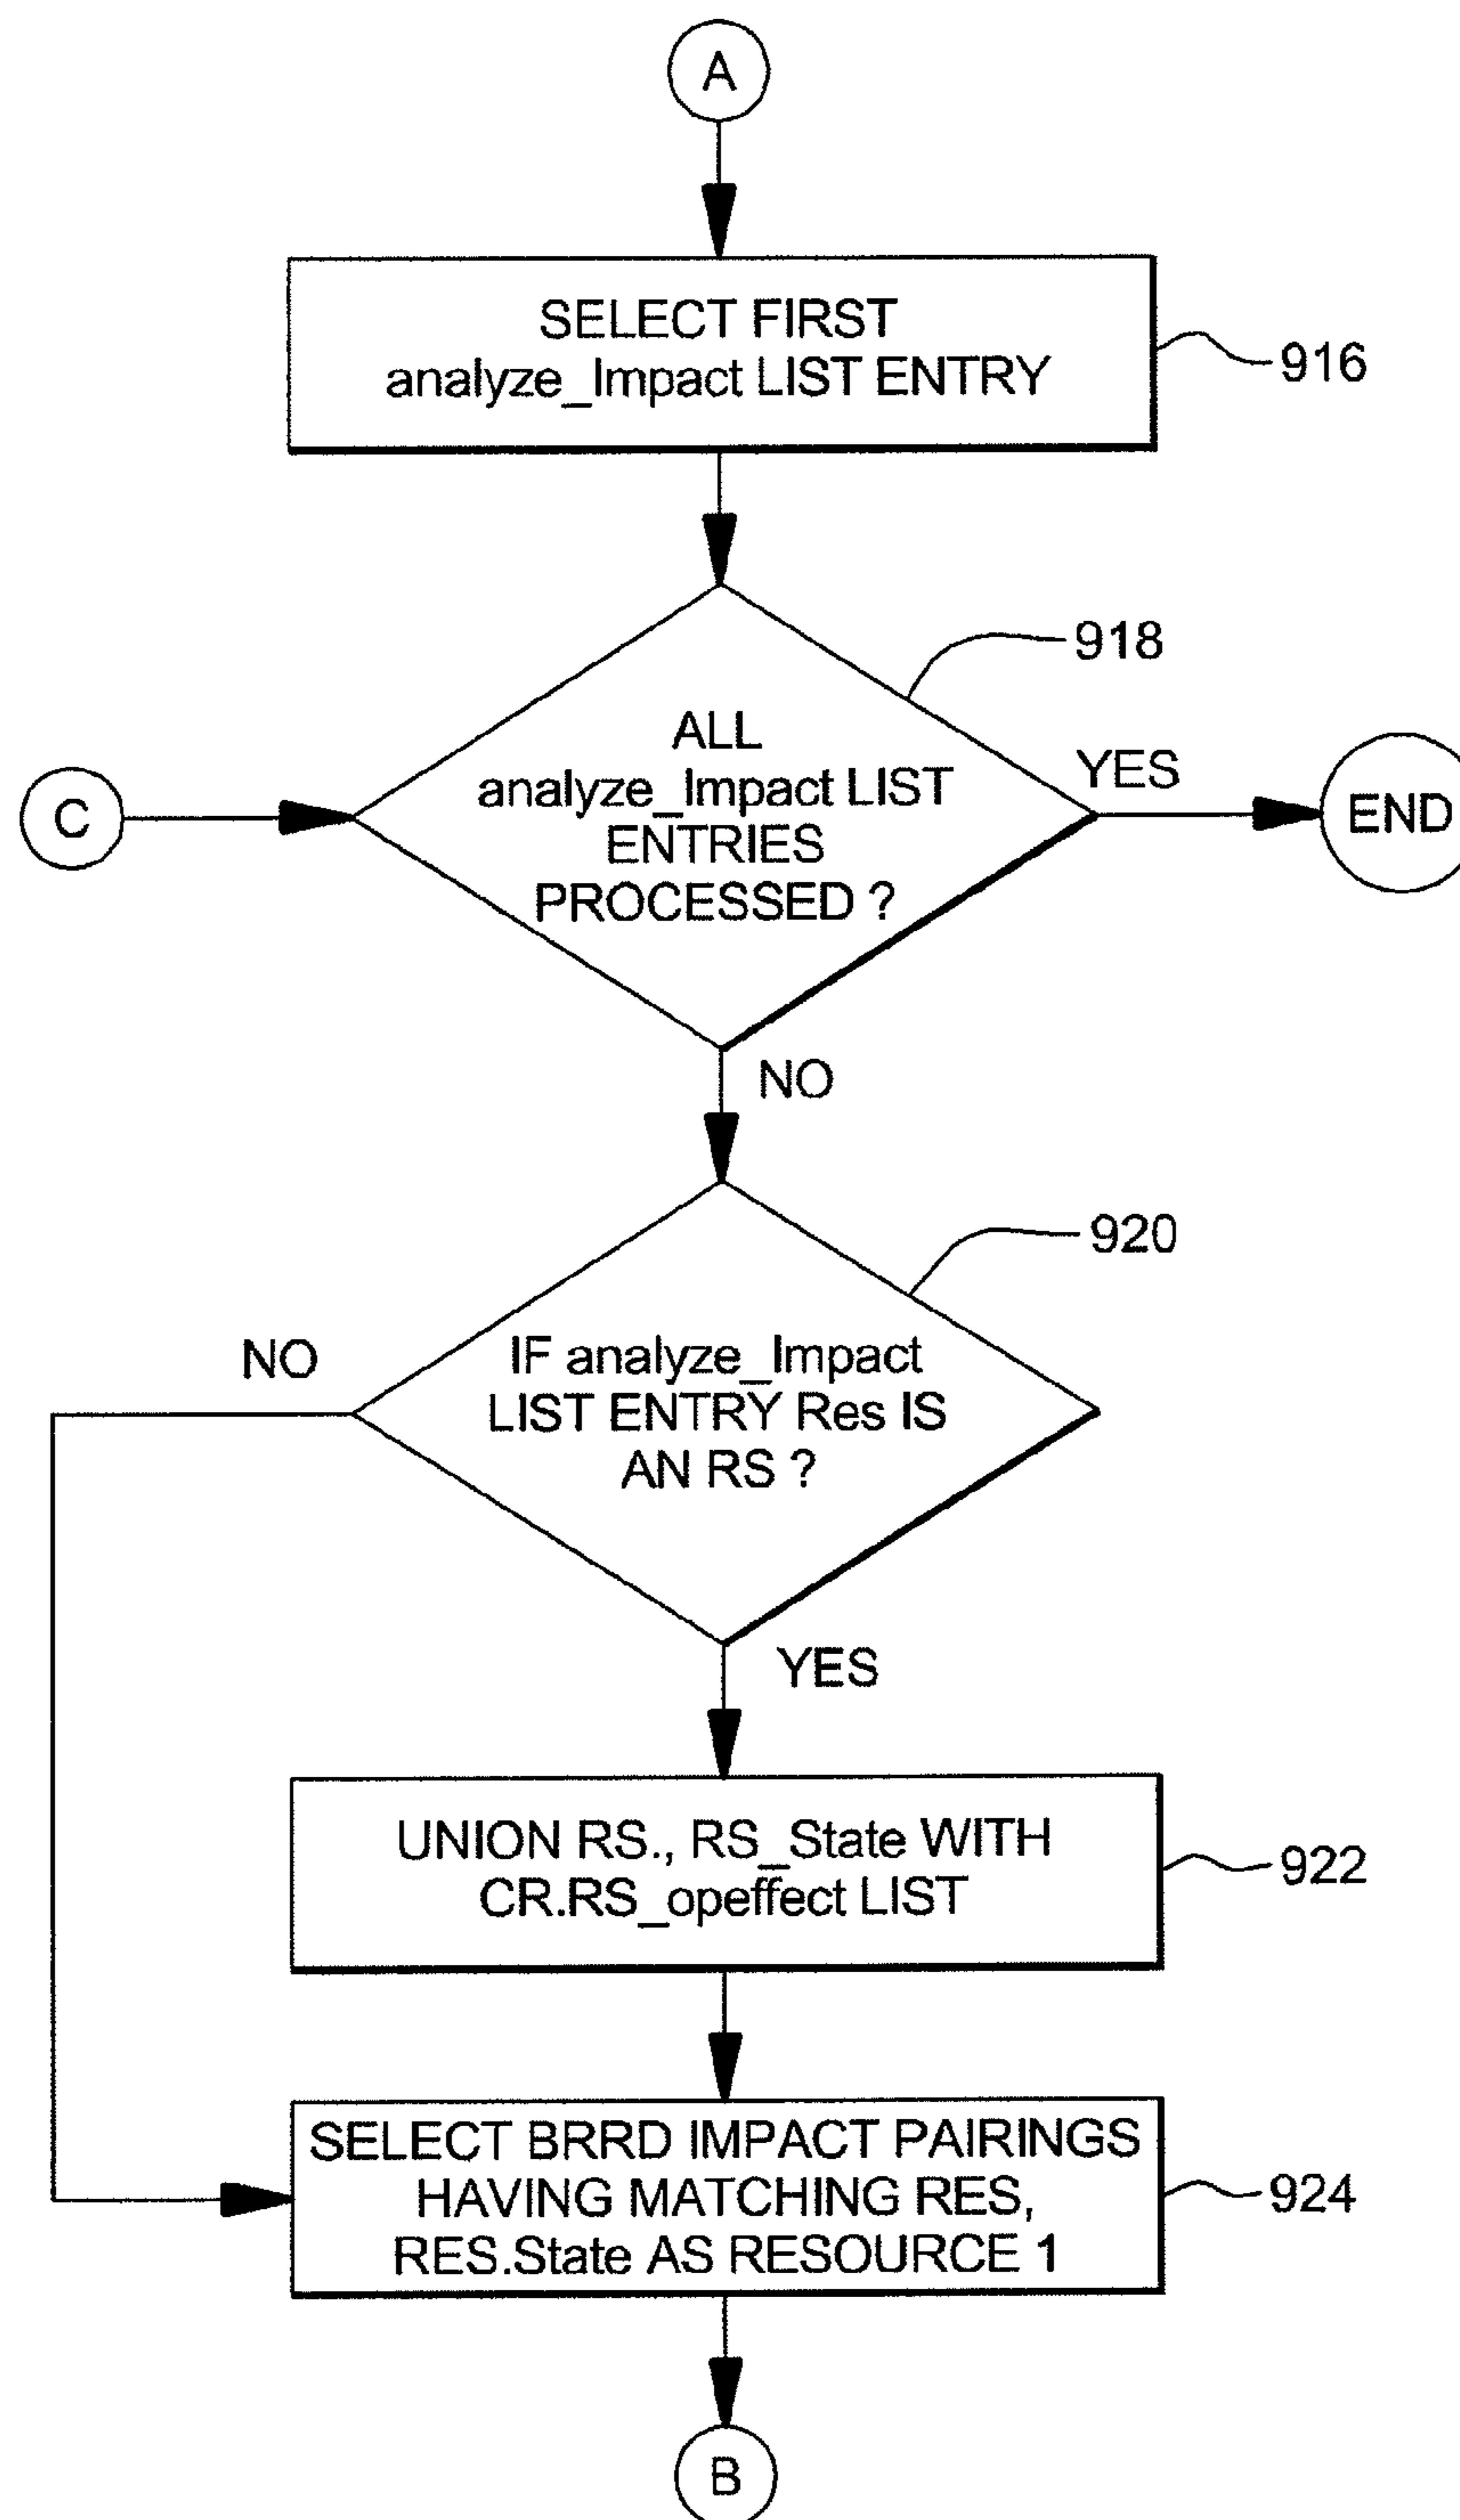 A
SELECT FIRST
analyze_Impact LIST ENTRY
916
918
ALL
analyze_Impact LIST
ENTRIES
PROCESSED ?
YES
END
C
NO
920
NO
IF analyze_Impact
LIST ENTRY Res IS
AN RS ?
YES
UNION RS., RS_State WITH
CR.RS_opeffect LIST
922
SELECT BRRD IMPACT PAIRINGS
HAVING MATCHING RES,
RES.State AS RESOURCE 1
924
B